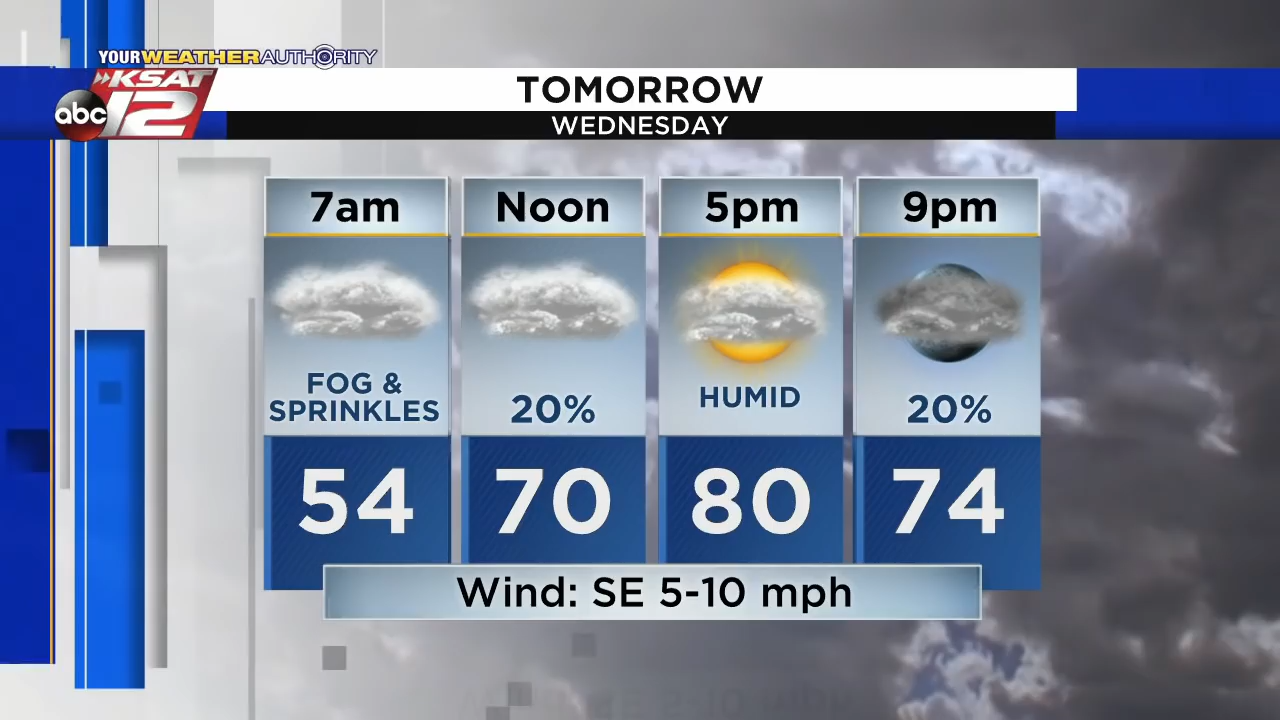 YOUR WEATHER AUTHORITY
KSAT
abc 12
TOMORROW
WEDNESDAY
7am Noon 5pm 9pm
FOG &
SPRINKLES 20% HUMID 20%
54 70 80 74
Wind: SE 5-10 mph